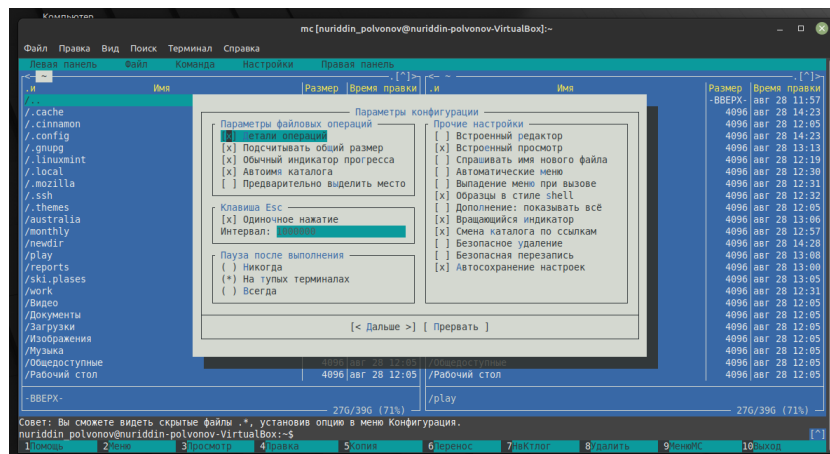 Компьютер
mc [nuriddin_polvonov@nuriddin-polvonov-VirtualBox]:~
Файл Правка Вид Поиск Терминал Справка
Левая панель Файл Команда Настройки Правая панель
<- ~ .[^]> <- ~ .[^]>
.и Имя Размер Время правки .и Имя Размер Время правки
/.. -ВВЕРХ- авг 28 11:57
/.cache 4096 авг 28 14:23
/.cinnamon 4096 авг 28 12:05
/.config 4096 авг 28 14:23
/.gnupg 4096 авг 28 13:13
/.linuxmint 4096 авг 28 12:19
/.local 4096 авг 28 12:30
/.mozilla 4096 авг 28 12:31
/.ssh 4096 авг 28 12:32
/.themes 4096 авг 28 12:05
/australia 4096 авг 28 13:06
/monthly 4096 авг 28 12:57
/newdir 4096 авг 28 14:28
/play 4096 авг 28 13:08
/reports 4096 авг 28 13:00
/ski.plases 4096 авг 28 13:05
/work 4096 авг 28 12:31
/Видео 4096 авг 28 12:05
/Документы 4096 авг 28 12:05
/Загрузки 4096 авг 28 12:05
/Изображения 4096 авг 28 12:05
/Музыка 4096 авг 28 12:05
/Общедоступные 4096 авг 28 12:05 /Общедоступные 4096 авг 28 12:05
/Рабочий стол 4096 авг 28 12:05 /Рабочий стол 4096 авг 28 12:05
Параметры конфигурации
Параметры файловых операций
[x] Детали операции
[x] Подсчитывать общий размер
[x] Обычный индикатор прогресса
[x] Автоимя каталога
[ ] Предварительно выделить место
Клавиша Esc
[x] Одиночное нажатие
Интервал: 1000000
Пауза после выполнения
( ) Никогда
(*) На тупых терминалах
( ) Всегда
Прочие настройки
[ ] Встроенный редактор
[x] Встроенный просмотр
[ ] Спрашивать имя нового файла
[ ] Автоматические меню
[ ] Выпадение меню при вызове
[x] Образцы в стиле shell
[ ] Дополнение: показывать всё
[x] Вращающийся индикатор
[x] Смена каталога по ссылкам
[ ] Безопасное удаление
[ ] Безопасная перезапись
[x] Автосохранение настроек
[< Дальше >] [ Прервать ]
-ВВЕРХ- /play
27G/39G (71%) 27G/39G (71%)
Совет: Вы сможете видеть скрытые файлы .*, установив опцию в меню Конфигурация.
nuriddin_polvonov@nuriddin-polvonov-VirtualBox:~$ [^]
1Помощь 2Меню 3Просмотр 4Правка 5Копия 6Перенос 7НвКтлог 8Удалить 9МенюМС 10Выход